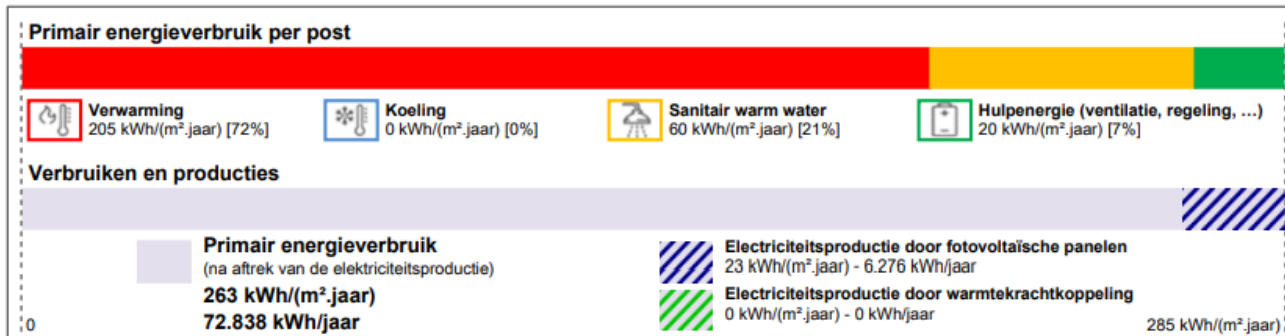 Primair energieverbruik per post
Verwarming
205 kWh/(m².jaar) [72%]
Koeling
0 kWh/(m².jaar) [0%]
Sanitair warm water
60 kWh/(m².jaar) [21%]
Hulpenergie (ventilatie, regeling, ...)
20 kWh/(m².jaar) [7%]
Verbruiken en producties
Primair energieverbruik
(na aftrek van de elektriciteitsproductie)
263 kWh/(m².jaar)
72.838 kWh/jaar
Electriciteitsproductie door fotovoltaïsche panelen
23 kWh/(m².jaar) - 6.276 kWh/jaar
Electriciteitsproductie door warmtekrachtkoppeling
0 kWh/(m².jaar) - 0 kWh/jaar
0
285 kWh/(m².jaar)